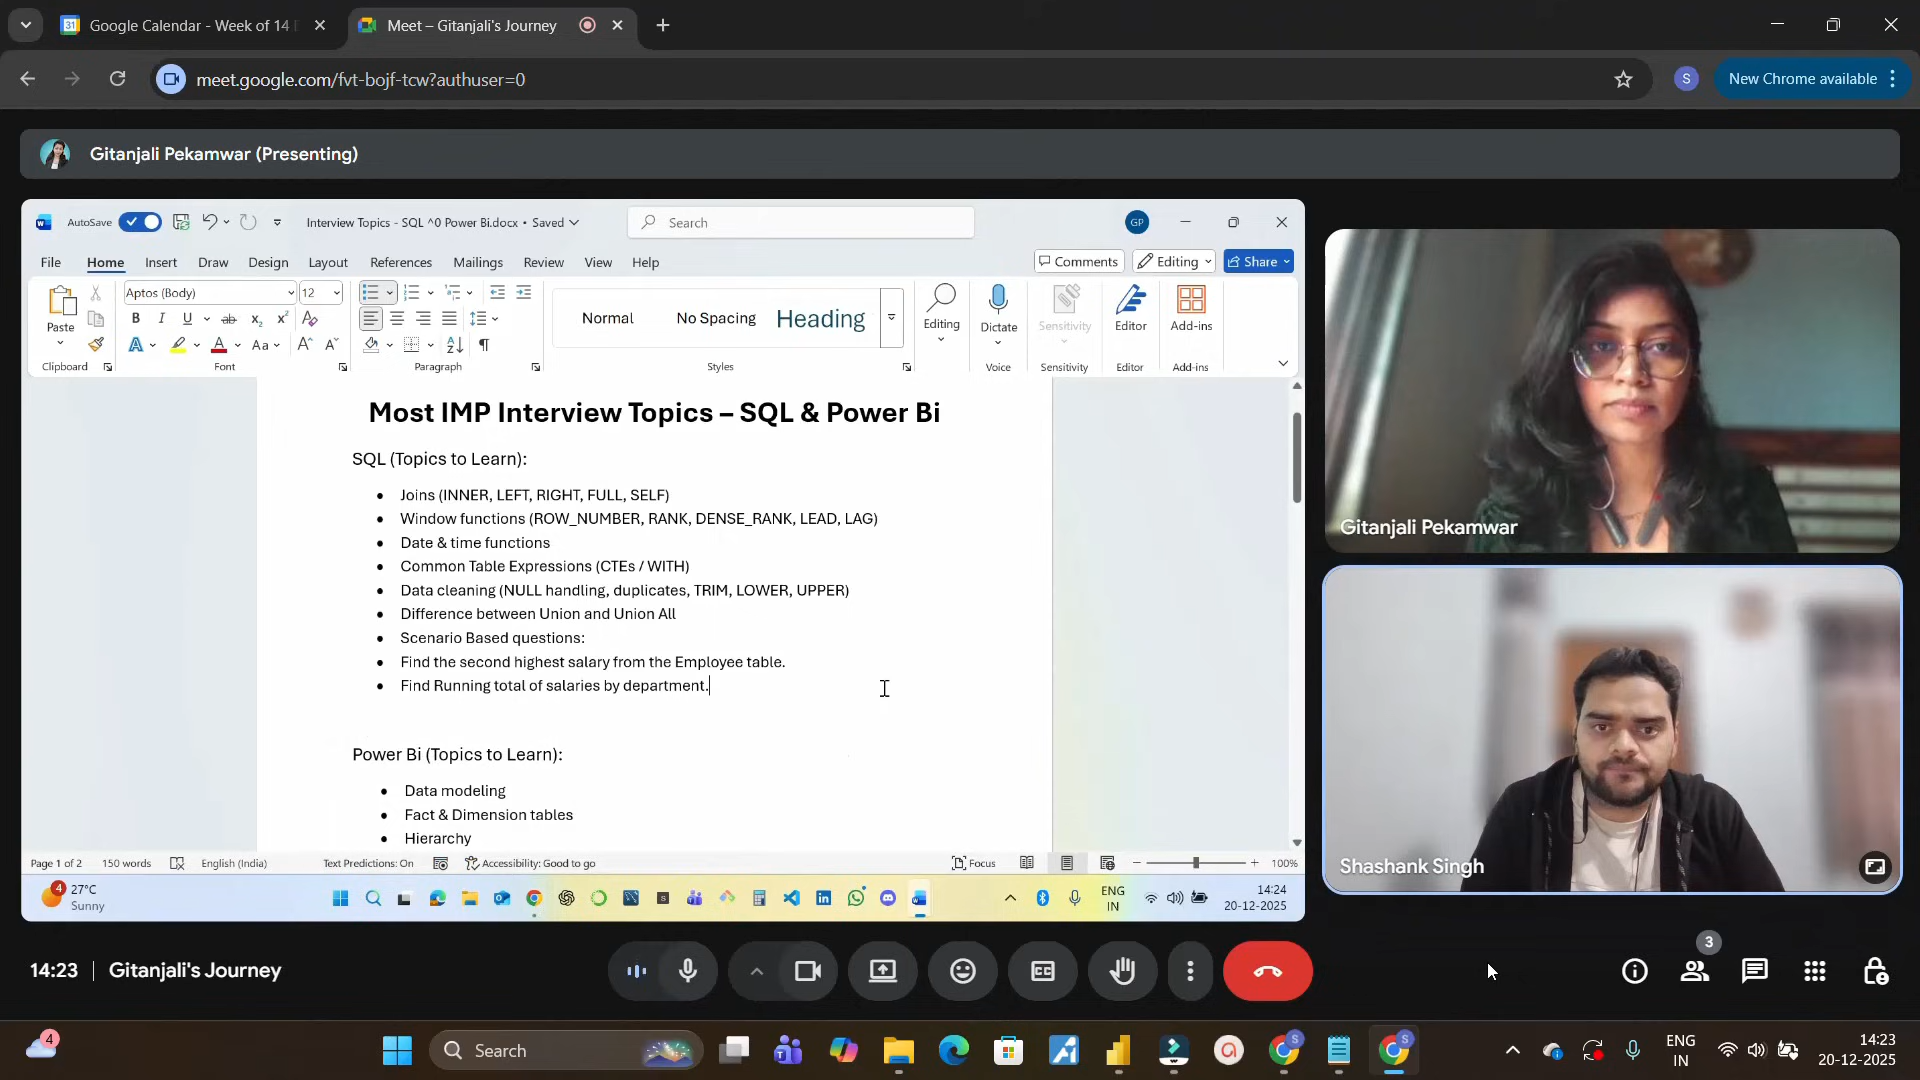 Google Calendar - Week of 14
Meet – Gitanjali's Journey
meet.google.com/fvt-bojf-tcw?authuser=0
S
New Chrome available
Gitanjali Pekamwar (Presenting)
AutoSave
Interview Topics - SQL ^0 Power Bi.docx • Saved
Search
GP
File Home Insert Draw Design Layout References Mailings Review View Help
Comments
Editing
Share
Paste
Aptos (Body)
12
Normal
No Spacing
Heading
Editing
Dictate
Sensitivity
Editor
Add-ins
Clipboard
Font
Paragraph
Styles
Voice
Sensitivity
Editor
Add-ins
Most IMP Interview Topics – SQL & Power Bi
SQL (Topics to Learn):
• Joins (INNER, LEFT, RIGHT, FULL, SELF)
• Window functions (ROW_NUMBER, RANK, DENSE_RANK, LEAD, LAG)
• Date & time functions
• Common Table Expressions (CTEs / WITH)
• Data cleaning (NULL handling, duplicates, TRIM, LOWER, UPPER)
• Difference between Union and Union All
• Scenario Based questions:
• Find the second highest salary from the Employee table.
• Find Running total of salaries by department.
Power Bi (Topics to Learn):
• Data modeling
• Fact & Dimension tables
• Hierarchy
Page 1 of 2
150 words
English (India)
Text Predictions: On
Accessibility: Good to go
Focus
100%
4
27°C
Sunny
ENG
IN
14:24
20-12-2025
Gitanjali Pekamwar
Shashank Singh
14:23 | Gitanjali's Journey
3
4
Search
ENG
IN
14:23
20-12-2025